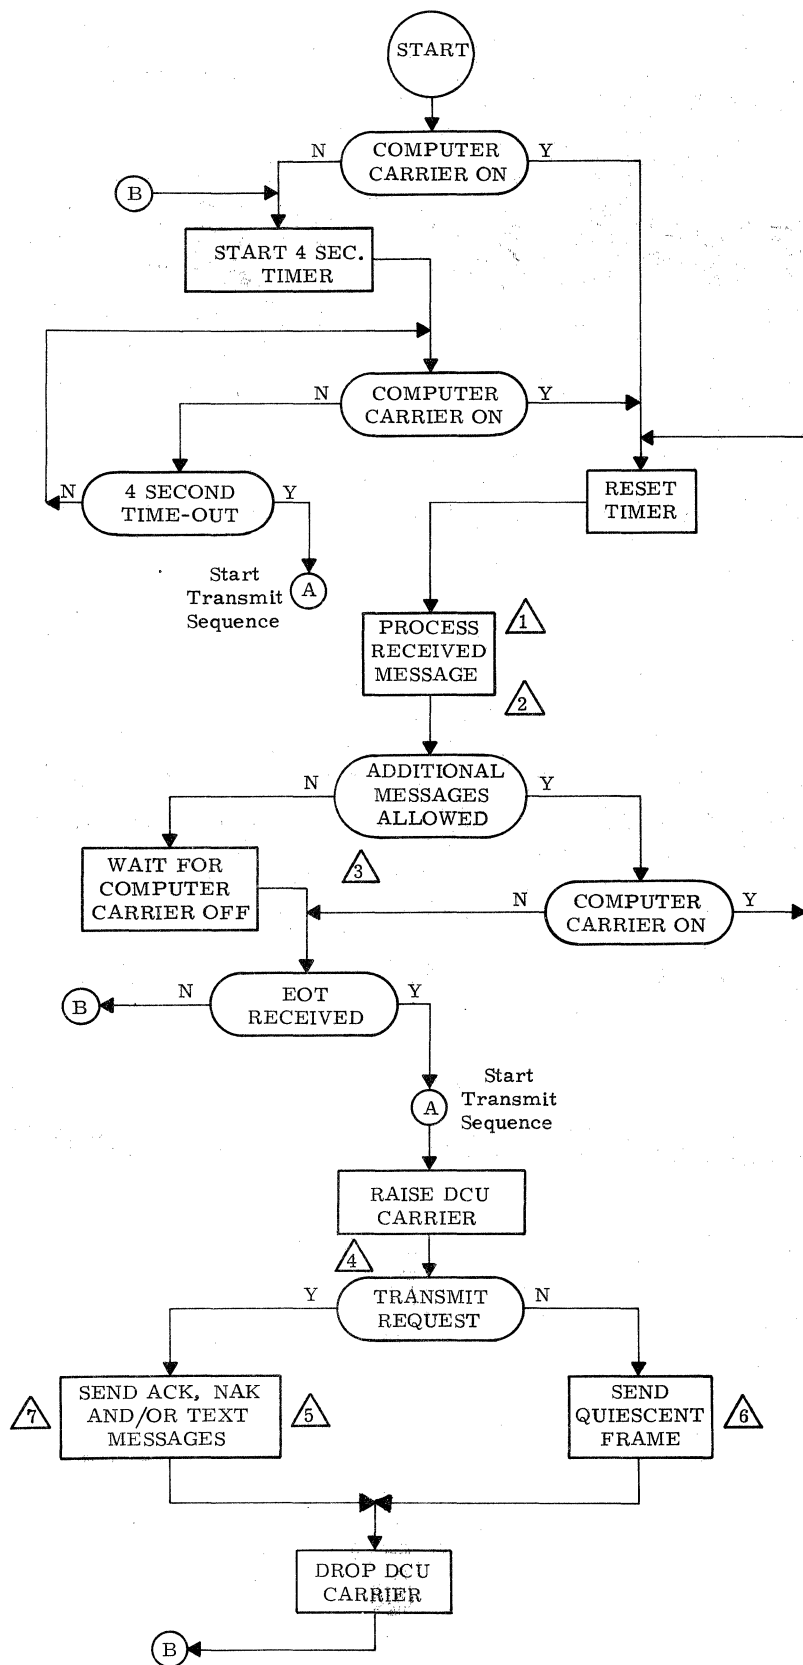 START
N
COMPUTER
CARRIER ON
Y
B
START 4 SEC.
TIMER
N
COMPUTER
CARRIER ON
Y
N
4 SECOND
TIME-OUT
Y
RESET
TIMER
Start
Transmit
Sequence
A
PROCESS
RECEIVED
MESSAGE
1
2
N
ADDITIONAL
MESSAGES
ALLOWED
Y
WAIT FOR
COMPUTER
CARRIER OFF
3
N
COMPUTER
CARRIER ON
Y
B
N
EOT
RECEIVED
Y
A
Start
Transmit
Sequence
RAISE DCU
CARRIER
4
Y
TRANSMIT
REQUEST
N
7
SEND ACK, NAK
AND/OR TEXT
MESSAGES
5
SEND
QUIESCENT
FRAME
6
DROP DCU
CARRIER
B